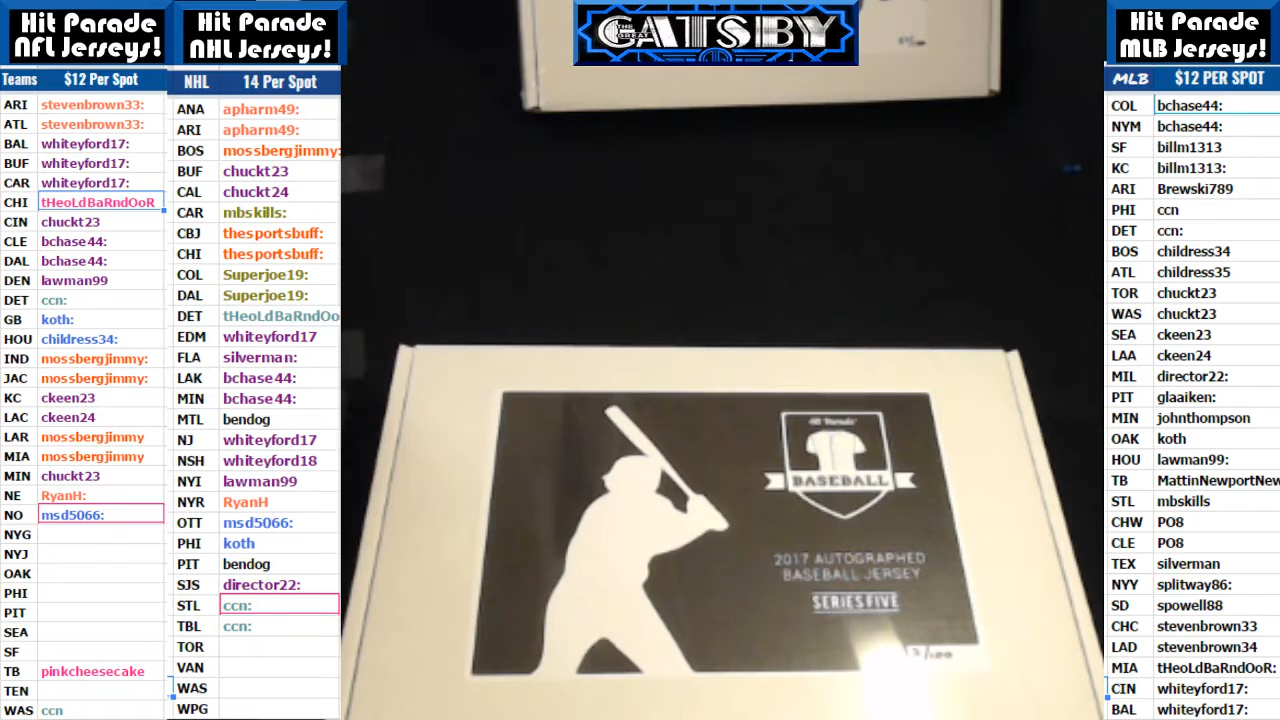 Hit Parade
NFL Jerseys!
Teams $12 Per Spot
ARI stevenbrown33:
ATL stevenbrown33:
BAL whiteyford17:
BUF whiteyford17:
CAR whiteyford17:
CHI tHeoLdBaRndOoR
CIN chuckt23
CLE bchase44:
DAL bchase44:
DEN lawman99
DET ccn:
GB koth:
HOU childress34:
IND mossbergjimmy:
JAC mossbergjimmy:
KC ckeen23
LAC ckeen24
LAR mossbergjimmy
MIA mossbergjimmy
MIN chuckt23
NE RyanH:
NO msd5066:
NYG
NYJ
OAK
PHI
PIT
SEA
SF
TB pinkcheesecake
TEN
WAS ccn
Hit Parade
NHL Jerseys!
NHL 14 Per Spot
ANA apharm49:
ARI apharm49:
BOS mossbergjimmy:
BUF chuckt23
CAL chuckt24
CAR mbskills:
CBJ thesportsbuff:
CHI thesportsbuff:
COL Superjoe19:
DAL Superjoe19:
DET tHeoLdBaRndOo
EDM whiteyford17
FLA silverman:
LAK bchase44:
MIN bchase44:
MTL bendog
NJ whiteyford17
NSH whiteyford18
NYI lawman99
NYR RyanH
OTT msd5066:
PHI koth
PIT bendog
SJS director22:
STL ccn:
TBL ccn:
TOR
VAN
WAS
WPG
THE GREAT
GATSBY
Hit Parade
BASEBALL
2017 AUTOGRAPHED
BASEBALL JERSEY
SERIES FIVE
Hit Parade
MLB Jerseys!
MLB $12 PER SPOT
COL bchase44:
NYM bchase44:
SF billm1313
KC billm1313:
ARI Brewski789
PHI ccn
DET ccn:
BOS childress34
ATL childress35
TOR chuckt23
WAS chuckt23
SEA ckeen23
LAA ckeen24
MIL director22:
PIT glaaiken:
MIN johnthompson
OAK koth
HOU lawman99:
TB MattinNewportNew
STL mbskills
CHW PO8
CLE PO8
TEX silverman
NYY splitway86:
SD spowell88
CHC stevenbrown33
LAD stevenbrown34
MIA tHeoLdBaRndOoR:
CIN whiteyford17:
BAL whiteyford17: